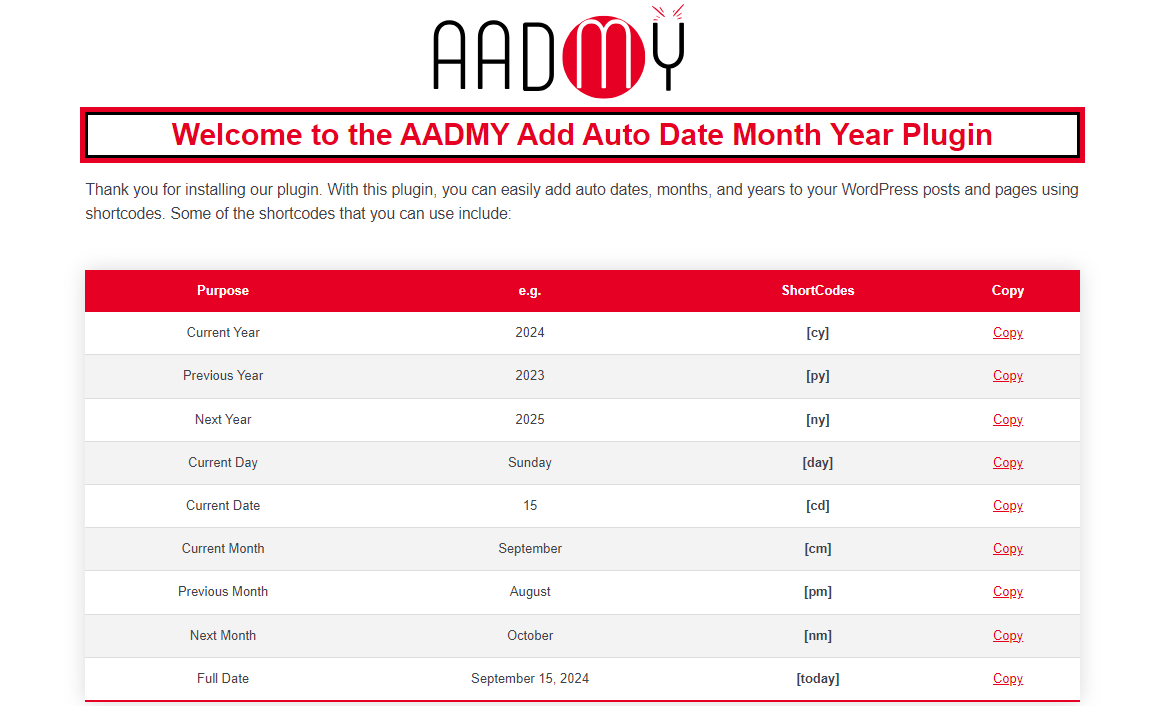 AADMY
Welcome to the AADMY Add Auto Date Month Year Plugin
Thank you for installing our plugin. With this plugin, you can easily add auto dates, months, and years to your WordPress posts and pages using
shortcodes. Some of the shortcodes that you can use include:
Purpose e.g. ShortCodes Copy
Current Year 2024 [cy] Copy
Previous Year 2023 [py] Copy
Next Year 2025 [ny] Copy
Current Day Sunday [day] Copy
Current Date 15 [cd] Copy
Current Month September [cm] Copy
Previous Month August [pm] Copy
Next Month October [nm] Copy
Full Date September 15, 2024 [today] Copy